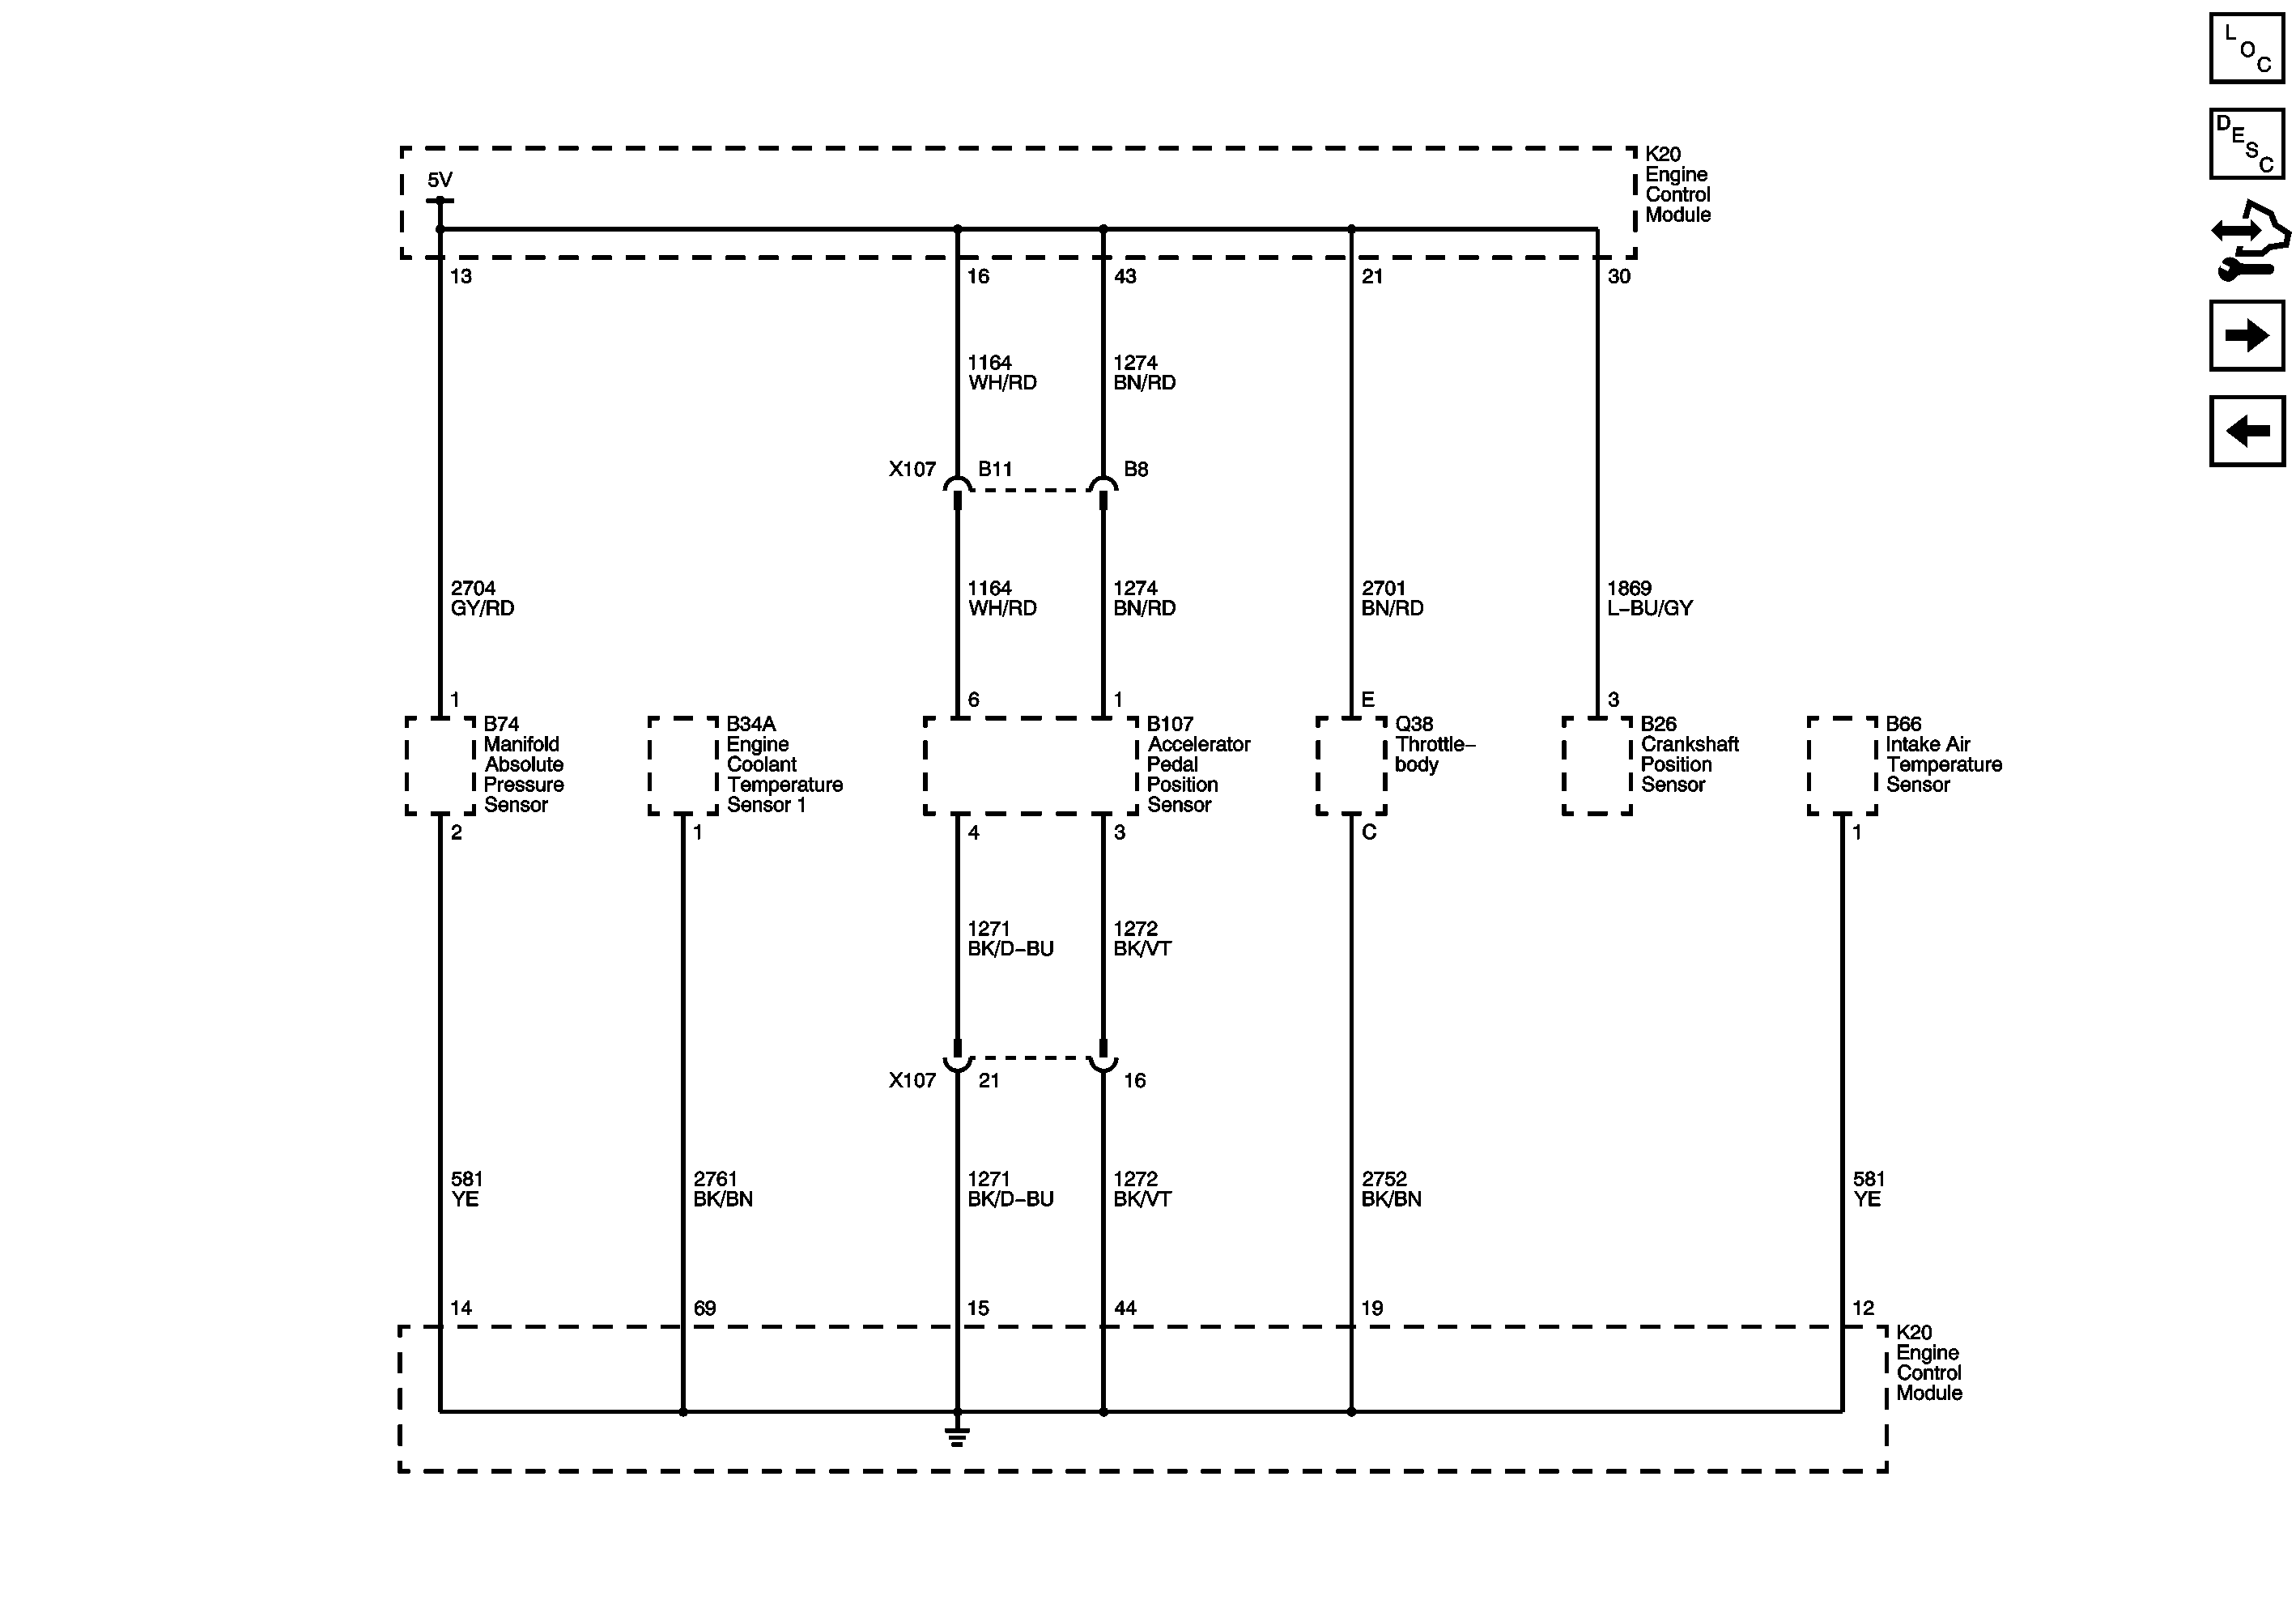 L
O
C
D
E
S
C
K20
Engine
Control
Module
5V
13
16
43
21
30
1164
WH/RD
1274
BN/RD
X107
B11
B8
2704
GY/RD
1164
WH/RD
1274
BN/RD
2701
BN/RD
1869
L-BU/GY
1
6
1
E
3
B74
Manifold
Absolute
Pressure
Sensor
B34A
Engine
Coolant
Temperature
Sensor 1
B107
Accelerator
Pedal
Position
Sensor
Q38
Throttle-
body
B26
Crankshaft
Position
Sensor
B66
Intake Air
Temperature
Sensor
2
1
4
3
C
1
1271
BK/D-BU
1272
BK/VT
X107
21
16
581
YE
2761
BK/BN
1271
BK/D-BU
1272
BK/VT
2752
BK/BN
581
YE
14
69
15
44
19
12
K20
Engine
Control
Module